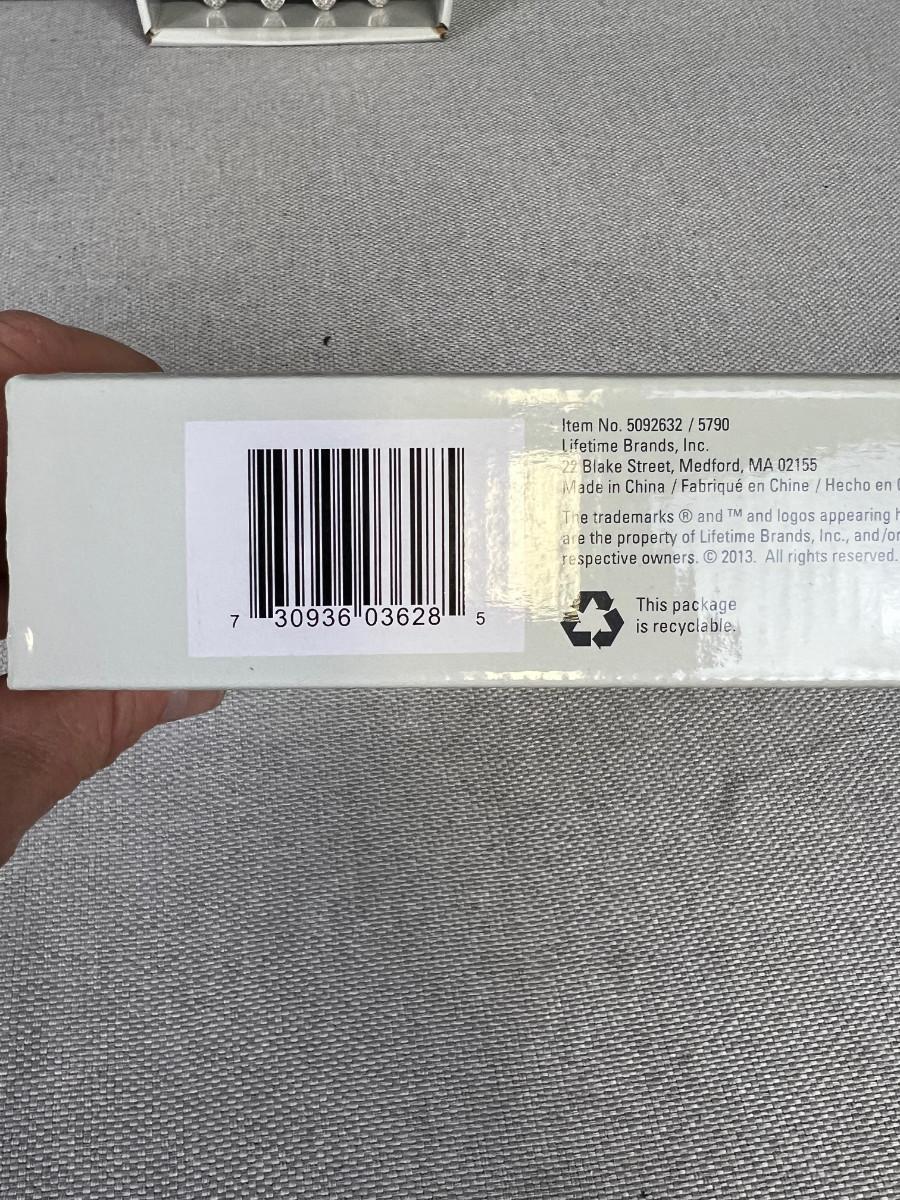 7 30936 03628 5
Item No. 5092632 / 5790
Lifetime Brands, Inc.
22 Blake Street, Medford, MA 02155
Made in China / Fabriqué en Chine / Hecho en
The trademarks ® and ™ and logos appearing
are the property of Lifetime Brands, Inc., and/or
respective owners. © 2013. All rights reserved.
This package
is recyclable.